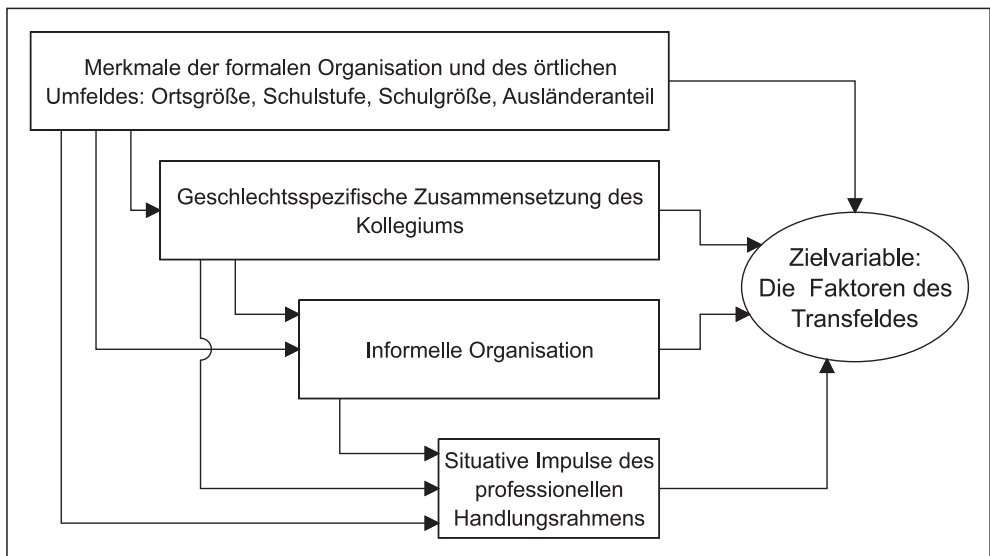 Merkmale der formalen Organisation und des örtlichen
Umfeldes: Ortsgröße, Schulstufe, Schulgröße, Ausländeranteil
Geschlechtsspezifische Zusammensetzung des
Kollegiums
Zielvariable:
Die Faktoren des
Transfeldes
Informelle Organisation
Situative Impulse des
professionellen
Handlungsrahmens